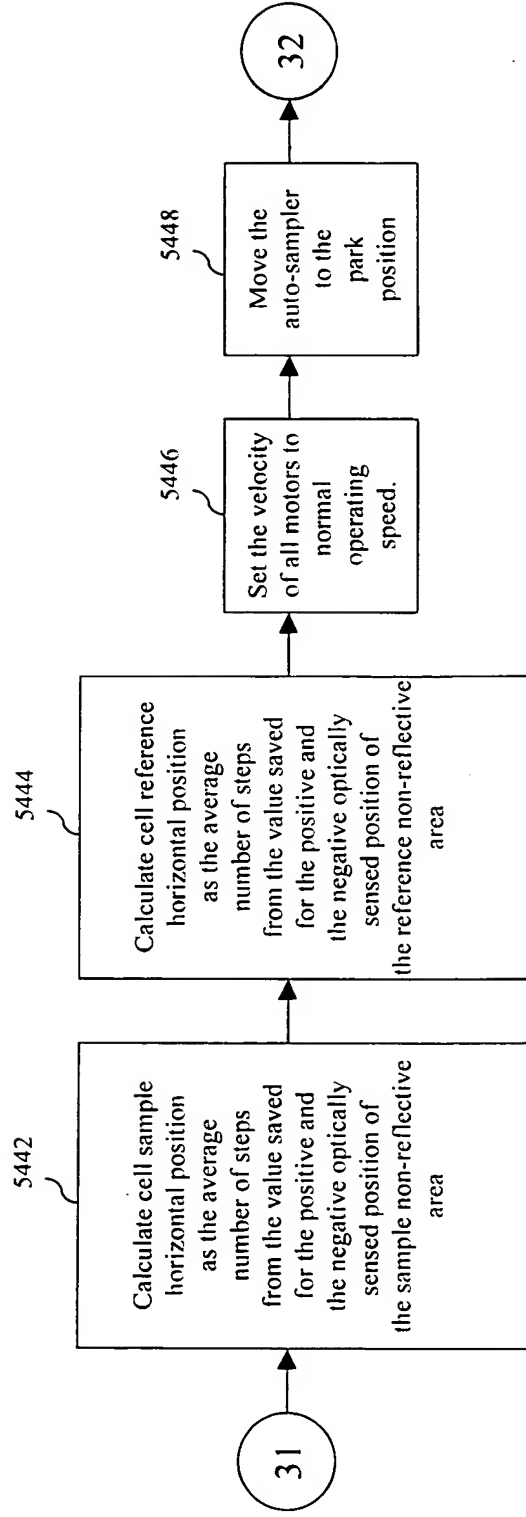 31
5442
Calculate cell sample
horizontal position
as the average
number of steps
from the value saved
for the positive and
the negative optically
sensed position of
the sample non-reflective
area
5444
Calculate cell reference
horizontal position
as the average
number of steps
from the value saved
for the positive and
the negative optically
sensed position of
the reference non-reflective
area
5446
Set the velocity
of all motors to
normal
operating
speed.
5448
Move the
auto-sampler
to the
park
position
32